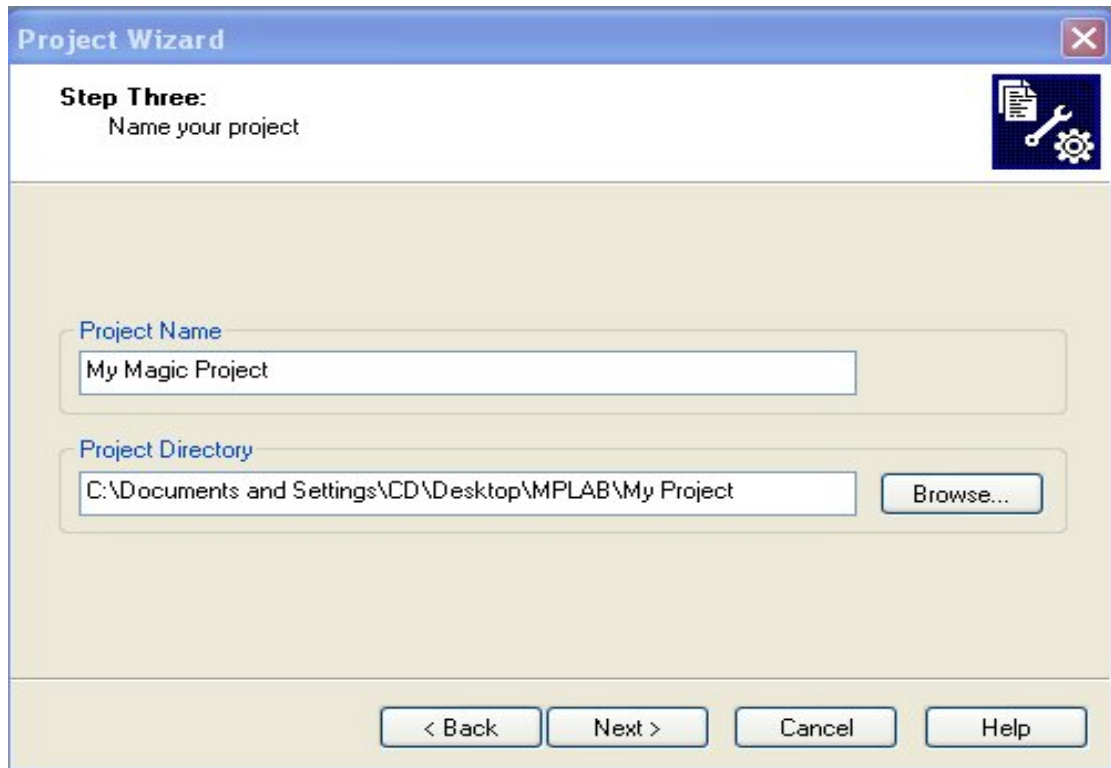 Project Wizard
Step Three:
Name your project
Project Name
My Magic Project
Project Directory
C:\Documents and Settings\CD\Desktop\MPLAB\My Project
Browse...
< Back
Next >
Cancel
Help